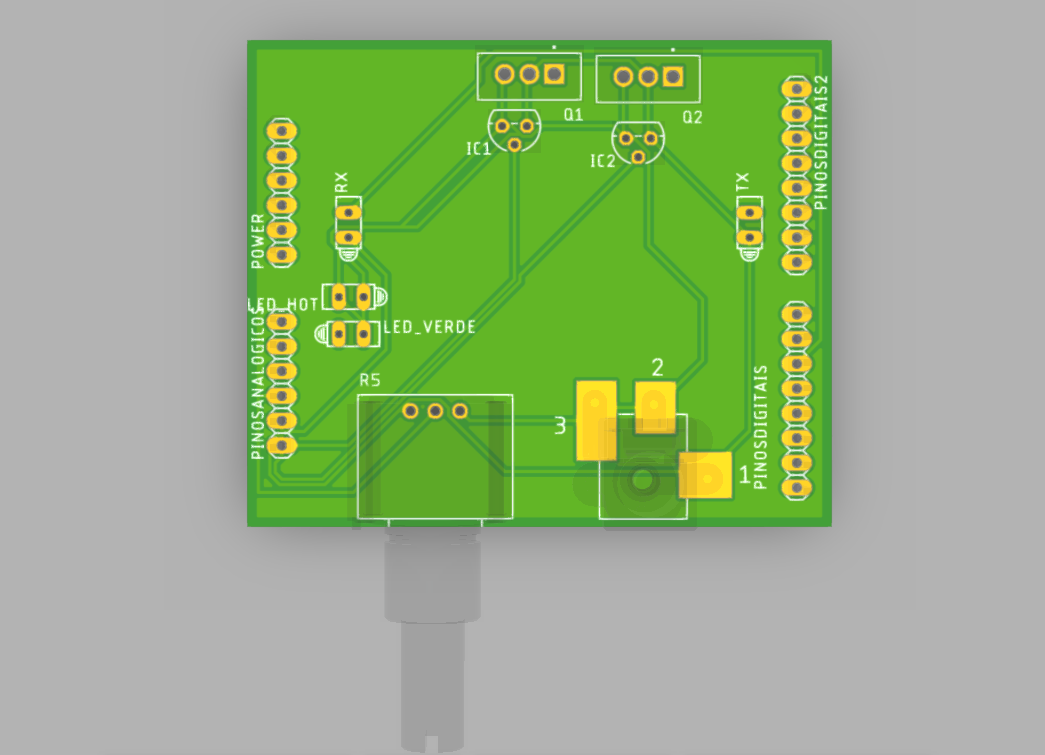 Q1
Q2
IC1
IC2
PINOSDIGITAIS2
RX
TX
POWER
LED_HOT
LED_VERDE
PINOSANALOGICOS
R5
2
3
1
PINOSDIGITAIS